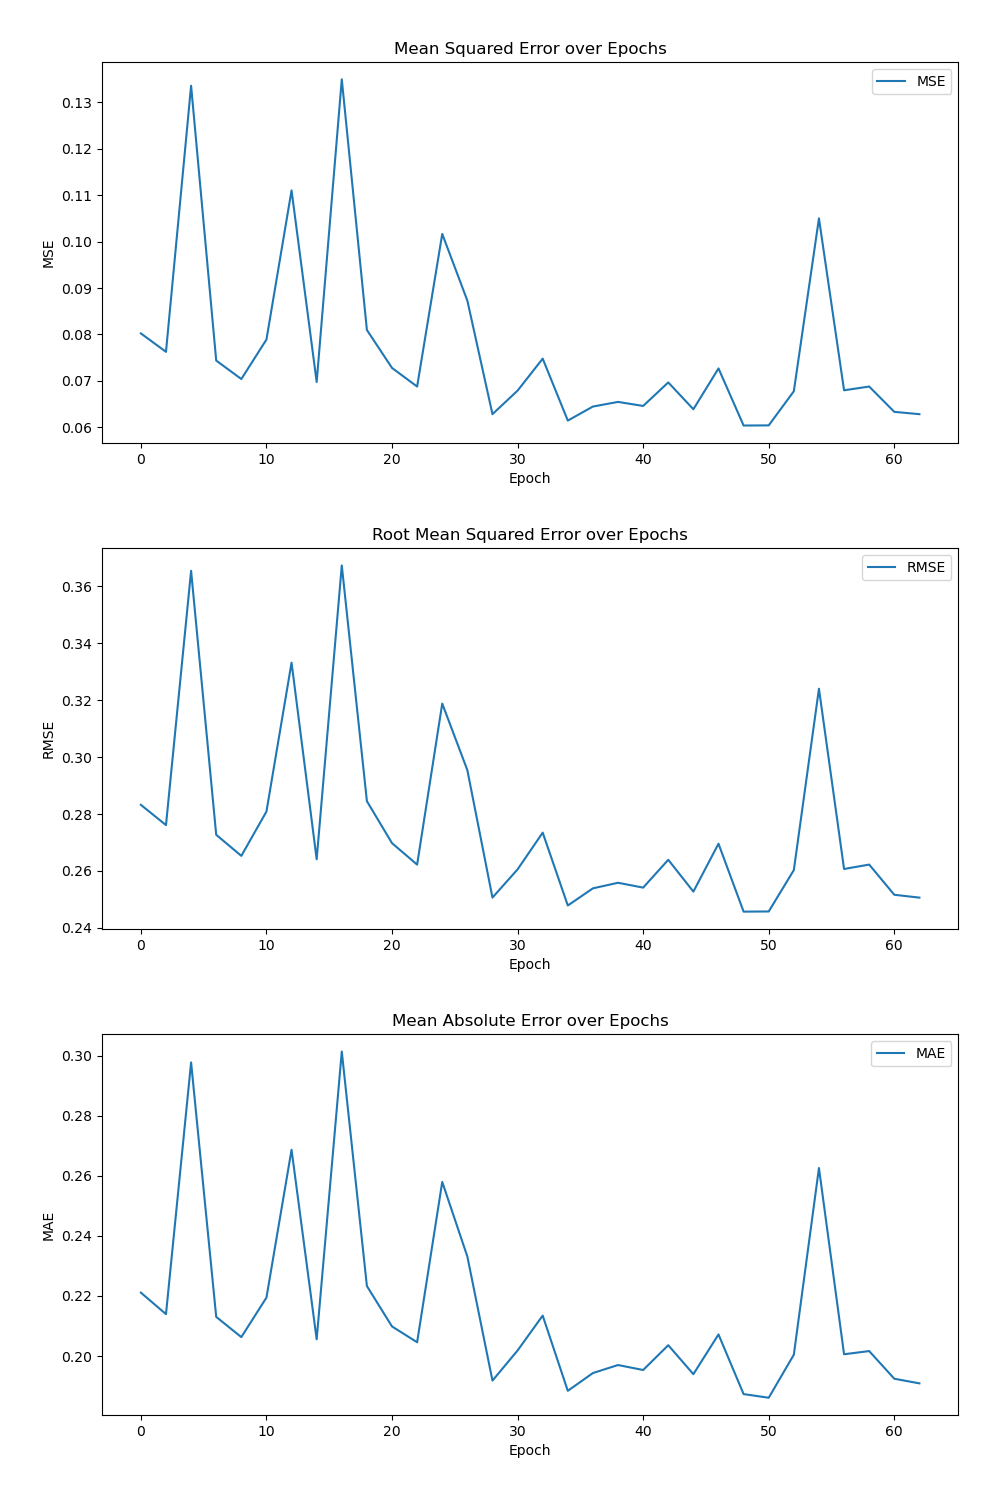 Mean Squared Error over Epochs
MSE
0.13
0.12
0.11
0.10
0.09
0.08
0.07
0.06
MSE
0 10 20 30 40 50 60
Epoch
Root Mean Squared Error over Epochs
RMSE
0.36
0.34
0.32
0.30
0.28
0.26
0.24
RMSE
0 10 20 30 40 50 60
Epoch
Mean Absolute Error over Epochs
MAE
0.30
0.28
0.26
0.24
0.22
0.20
MAE
0 10 20 30 40 50 60
Epoch